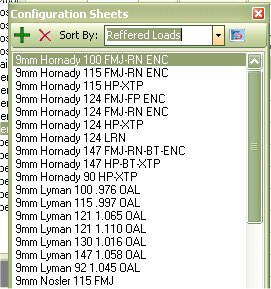 Configuration Sheets
Sort By: Reffered Loads
9mm Hornady 100 FMJ-RN ENC
9mm Hornady 115 FMJ-RN ENC
9mm Hornady 115 HP-XTP
9mm Hornady 124 FMJ-FP ENC
9mm Hornady 124 FMJ-RN ENC
9mm Hornady 124 HP-XTP
9mm Hornady 124 LRN
9mm Hornady 147 FMJ-RN-BT-ENC
9mm Hornady 147 HP-BT-XTP
9mm Hornady 90 HP-XTP
9mm Lyman 100 .976 OAL
9mm Lyman 115 .997 OAL
9mm Lyman 121 1.065 OAL
9mm Lyman 121 1.110 OAL
9mm Lyman 130 1.016 OAL
9mm Lyman 147 1.058 OAL
9mm Lyman 92 1.045 OAL
9mm Nosler 115 FMJ